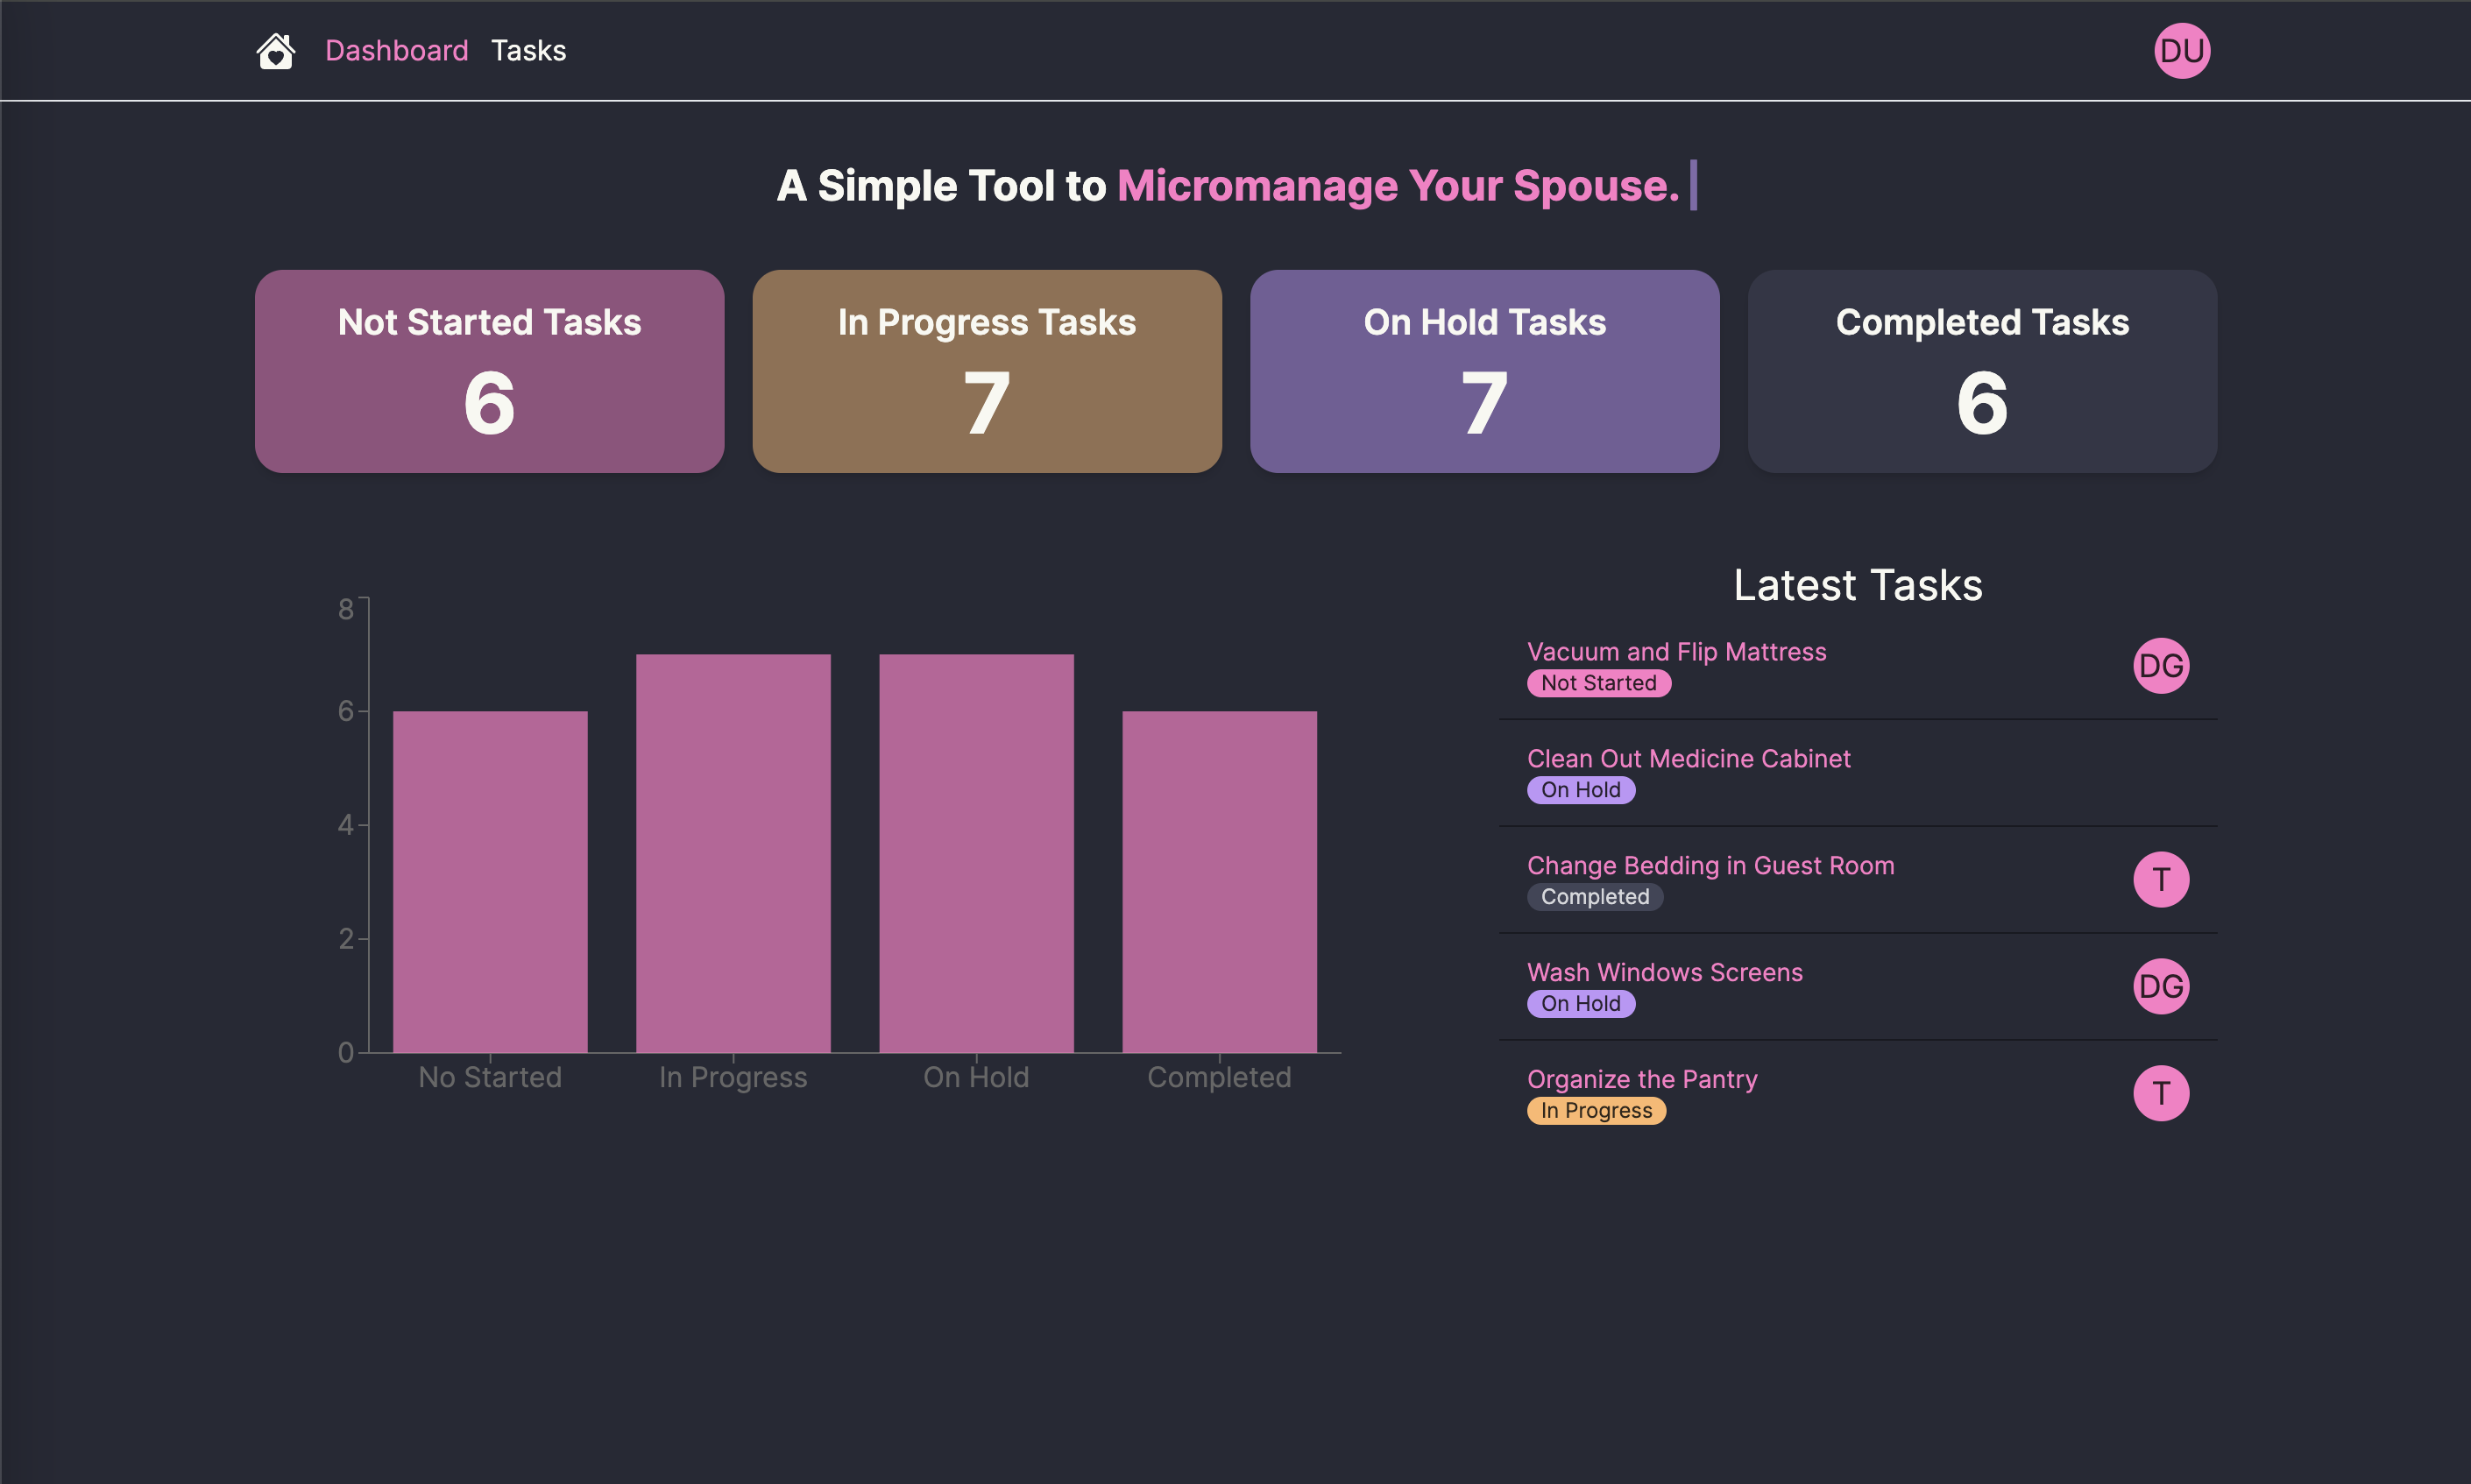 Dashboard Tasks
DU
A Simple Tool to Micromanage Your Spouse.
Not Started Tasks
6
In Progress Tasks
7
On Hold Tasks
7
Completed Tasks
6
8
6
4
2
0
No Started In Progress On Hold Completed
Latest Tasks
Vacuum and Flip Mattress
Not Started
DG
Clean Out Medicine Cabinet
On Hold
Change Bedding in Guest Room
Completed
T
Wash Windows Screens
On Hold
DG
Organize the Pantry
In Progress
T